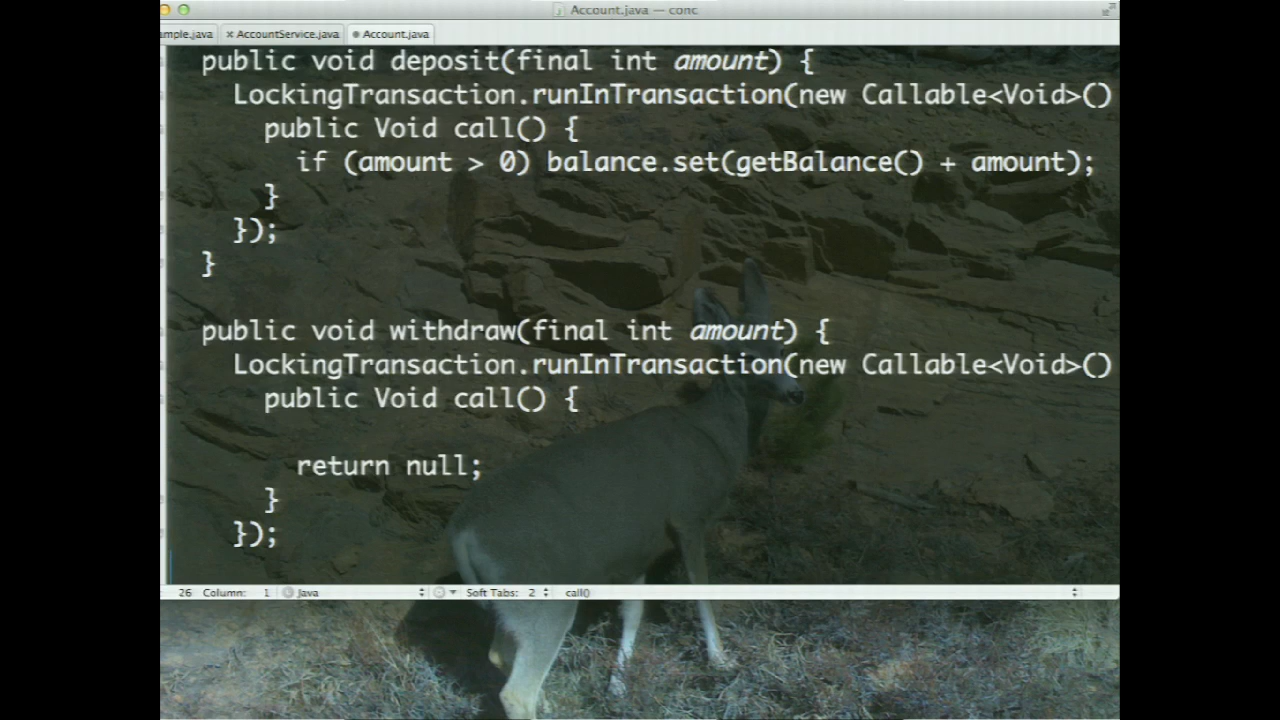 Account.java — conc
mple.java AccountService.java Account.java
public void deposit(final int amount) {
LockingTransaction.runInTransaction(new Callable<Void>()
public Void call() {
if (amount > 0) balance.set(getBalance() + amount);
}
});
}
public void withdraw(final int amount) {
LockingTransaction.runInTransaction(new Callable<Void>()
public Void call() {
return null;
}
});
26 Column: 1 Java Soft Tabs: 2 call()